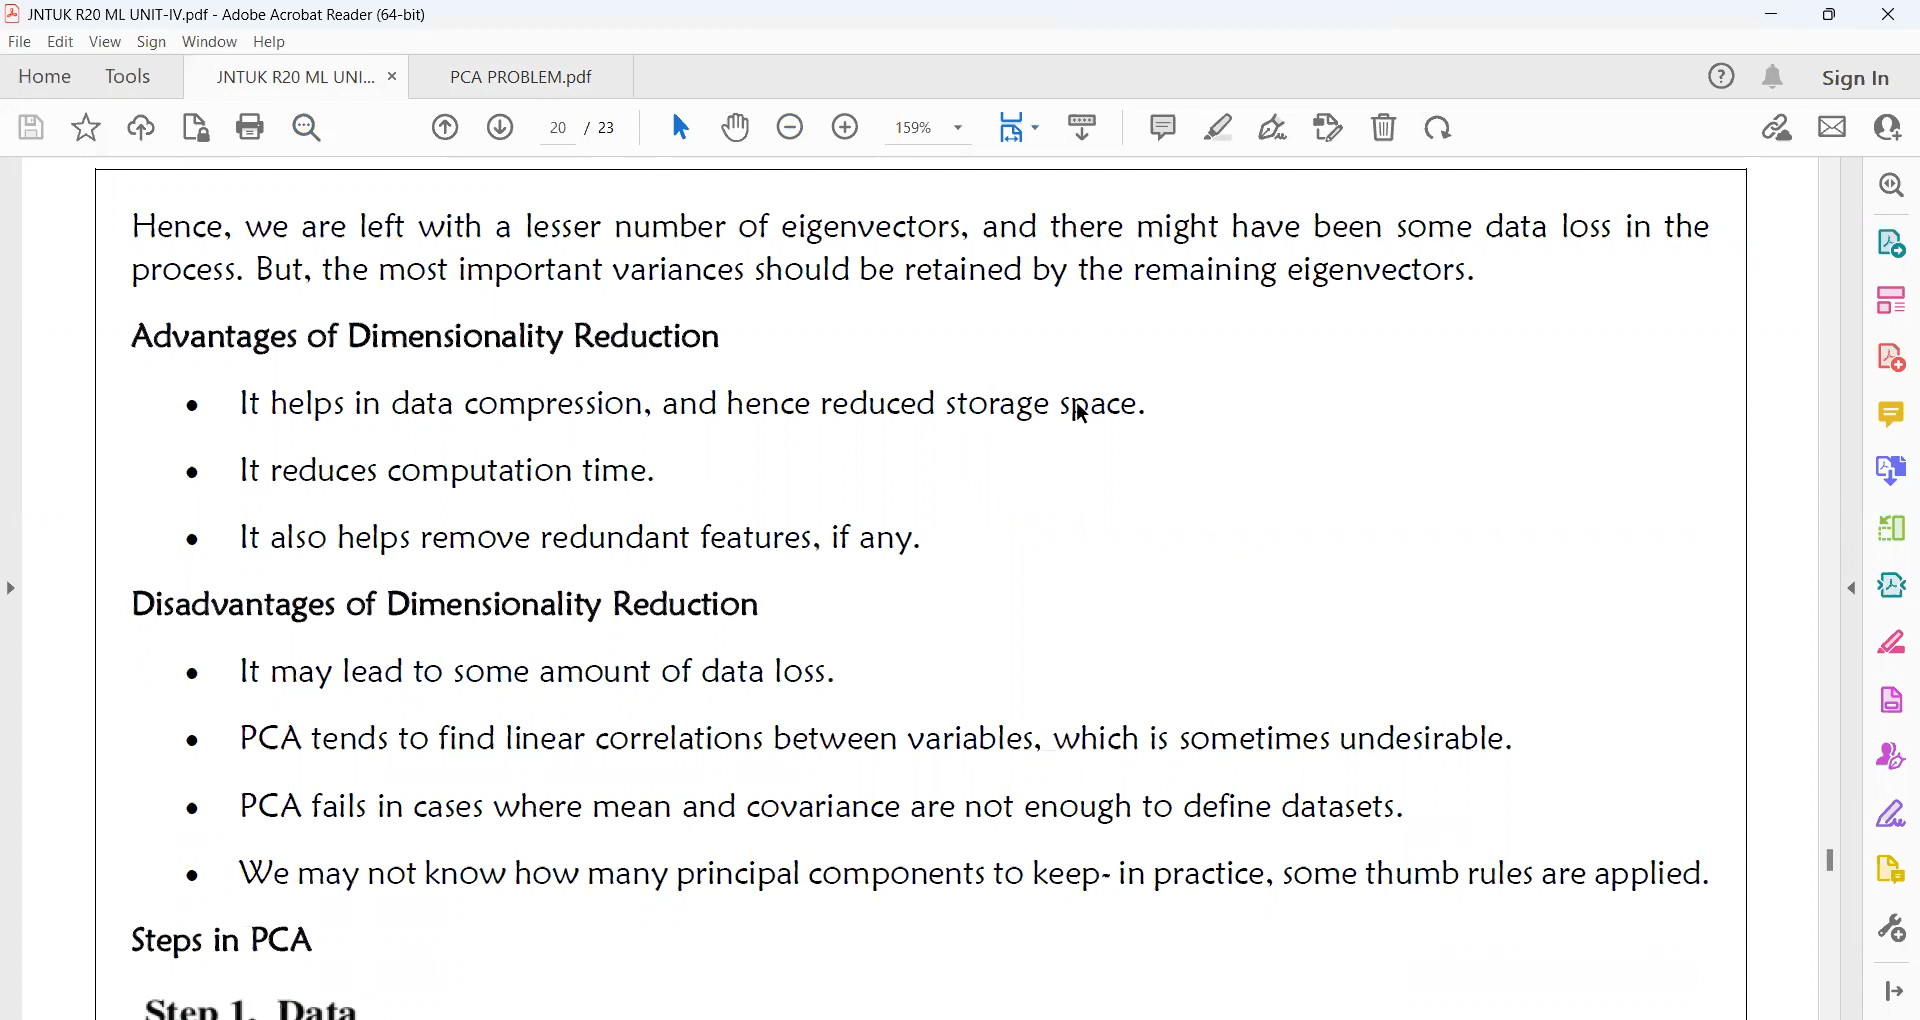 JNTUK R20 ML UNIT-IV.pdf - Adobe Acrobat Reader (64-bit)
File Edit View Sign Window Help
Home Tools JNTUK R20 ML UNI... × PCA PROBLEM.pdf Sign In
20 / 23 159%
Hence, we are left with a lesser number of eigenvectors, and there might have been some data loss in the
process. But, the most important variances should be retained by the remaining eigenvectors.
Advantages of Dimensionality Reduction
• It helps in data compression, and hence reduced storage space.
• It reduces computation time.
• It also helps remove redundant features, if any.
Disadvantages of Dimensionality Reduction
• It may lead to some amount of data loss.
• PCA tends to find linear correlations between variables, which is sometimes undesirable.
• PCA fails in cases where mean and covariance are not enough to define datasets.
• We may not know how many principal components to keep- in practice, some thumb rules are applied.
Steps in PCA
Step 1. Data